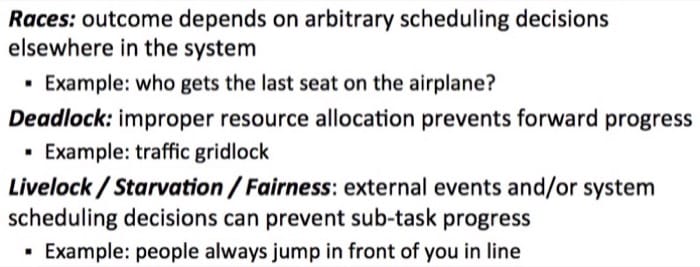 Races: outcome depends on arbitrary scheduling decisions
elsewhere in the system
▪ Example: who gets the last seat on the airplane?
Deadlock: improper resource allocation prevents forward progress
▪ Example: traffic gridlock
Livelock / Starvation / Fairness: external events and/or system
scheduling decisions can prevent sub-task progress
▪ Example: people always jump in front of you in line